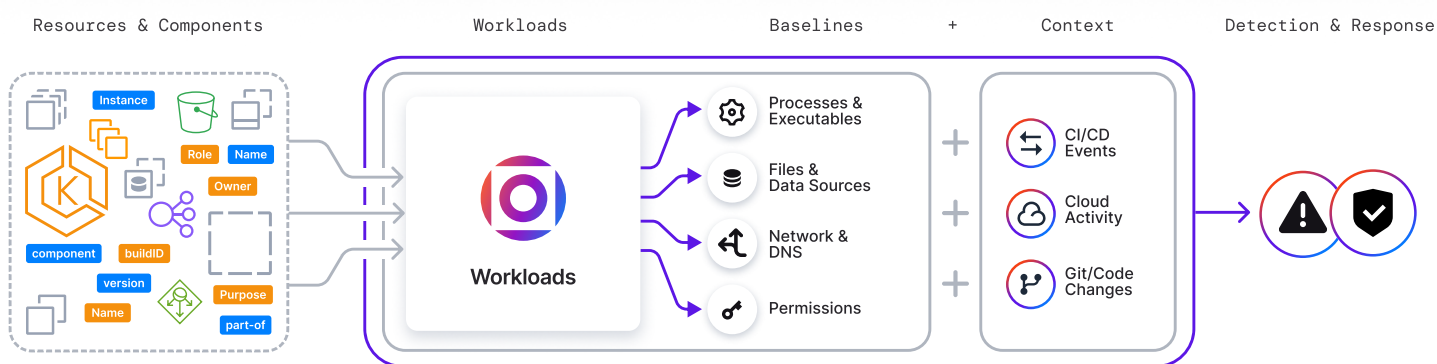 Resources & Components
Workloads
Baselines
+
Context
Detection & Response
Instance
Role
Name
Owner
component
buildID
version
Name
Purpose
part-of
K
Workloads
Processes &
Executables
Files &
Data Sources
Network &
DNS
Permissions
CI/CD
Events
Cloud
Activity
Git/Code
Changes